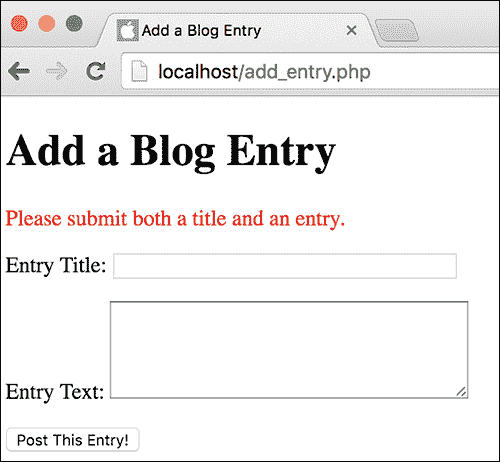 Add a Blog Entry
localhost/add_entry.php
Add a Blog Entry
Please submit both a title and an entry.
Entry Title:
Entry Text:
Post This Entry!